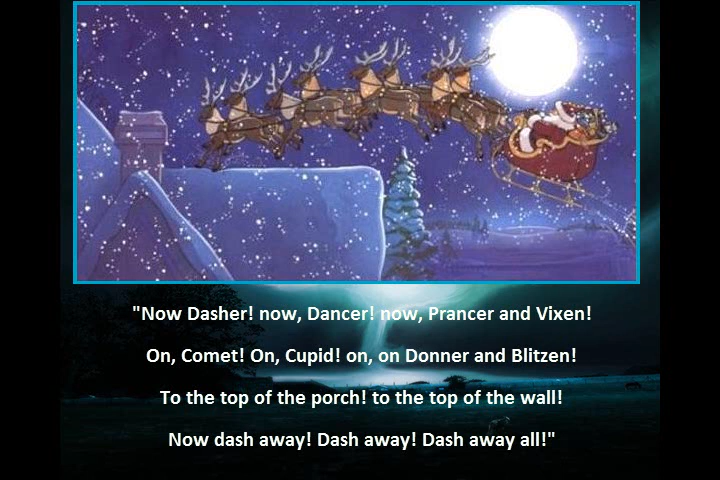 "Now Dasher! now, Dancer! now, Prancer and Vixen!
On, Comet! On, Cupid! on, on Donner and Blitzen!
To the top of the porch! to the top of the wall!
Now dash away! Dash away! Dash away all!"